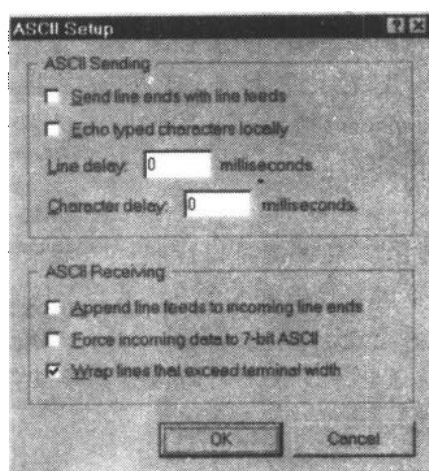 ASCII Setup
ASCII Sending
Send line ends with line feeds
Echo typed characters locally
Line delay: 0 milliseconds.
Character delay: 0 milliseconds.
ASCII Receiving
Append line feeds to incoming line ends
Force incoming data to 7-bit ASCII
Wrap lines that exceed terminal width
OK Cancel